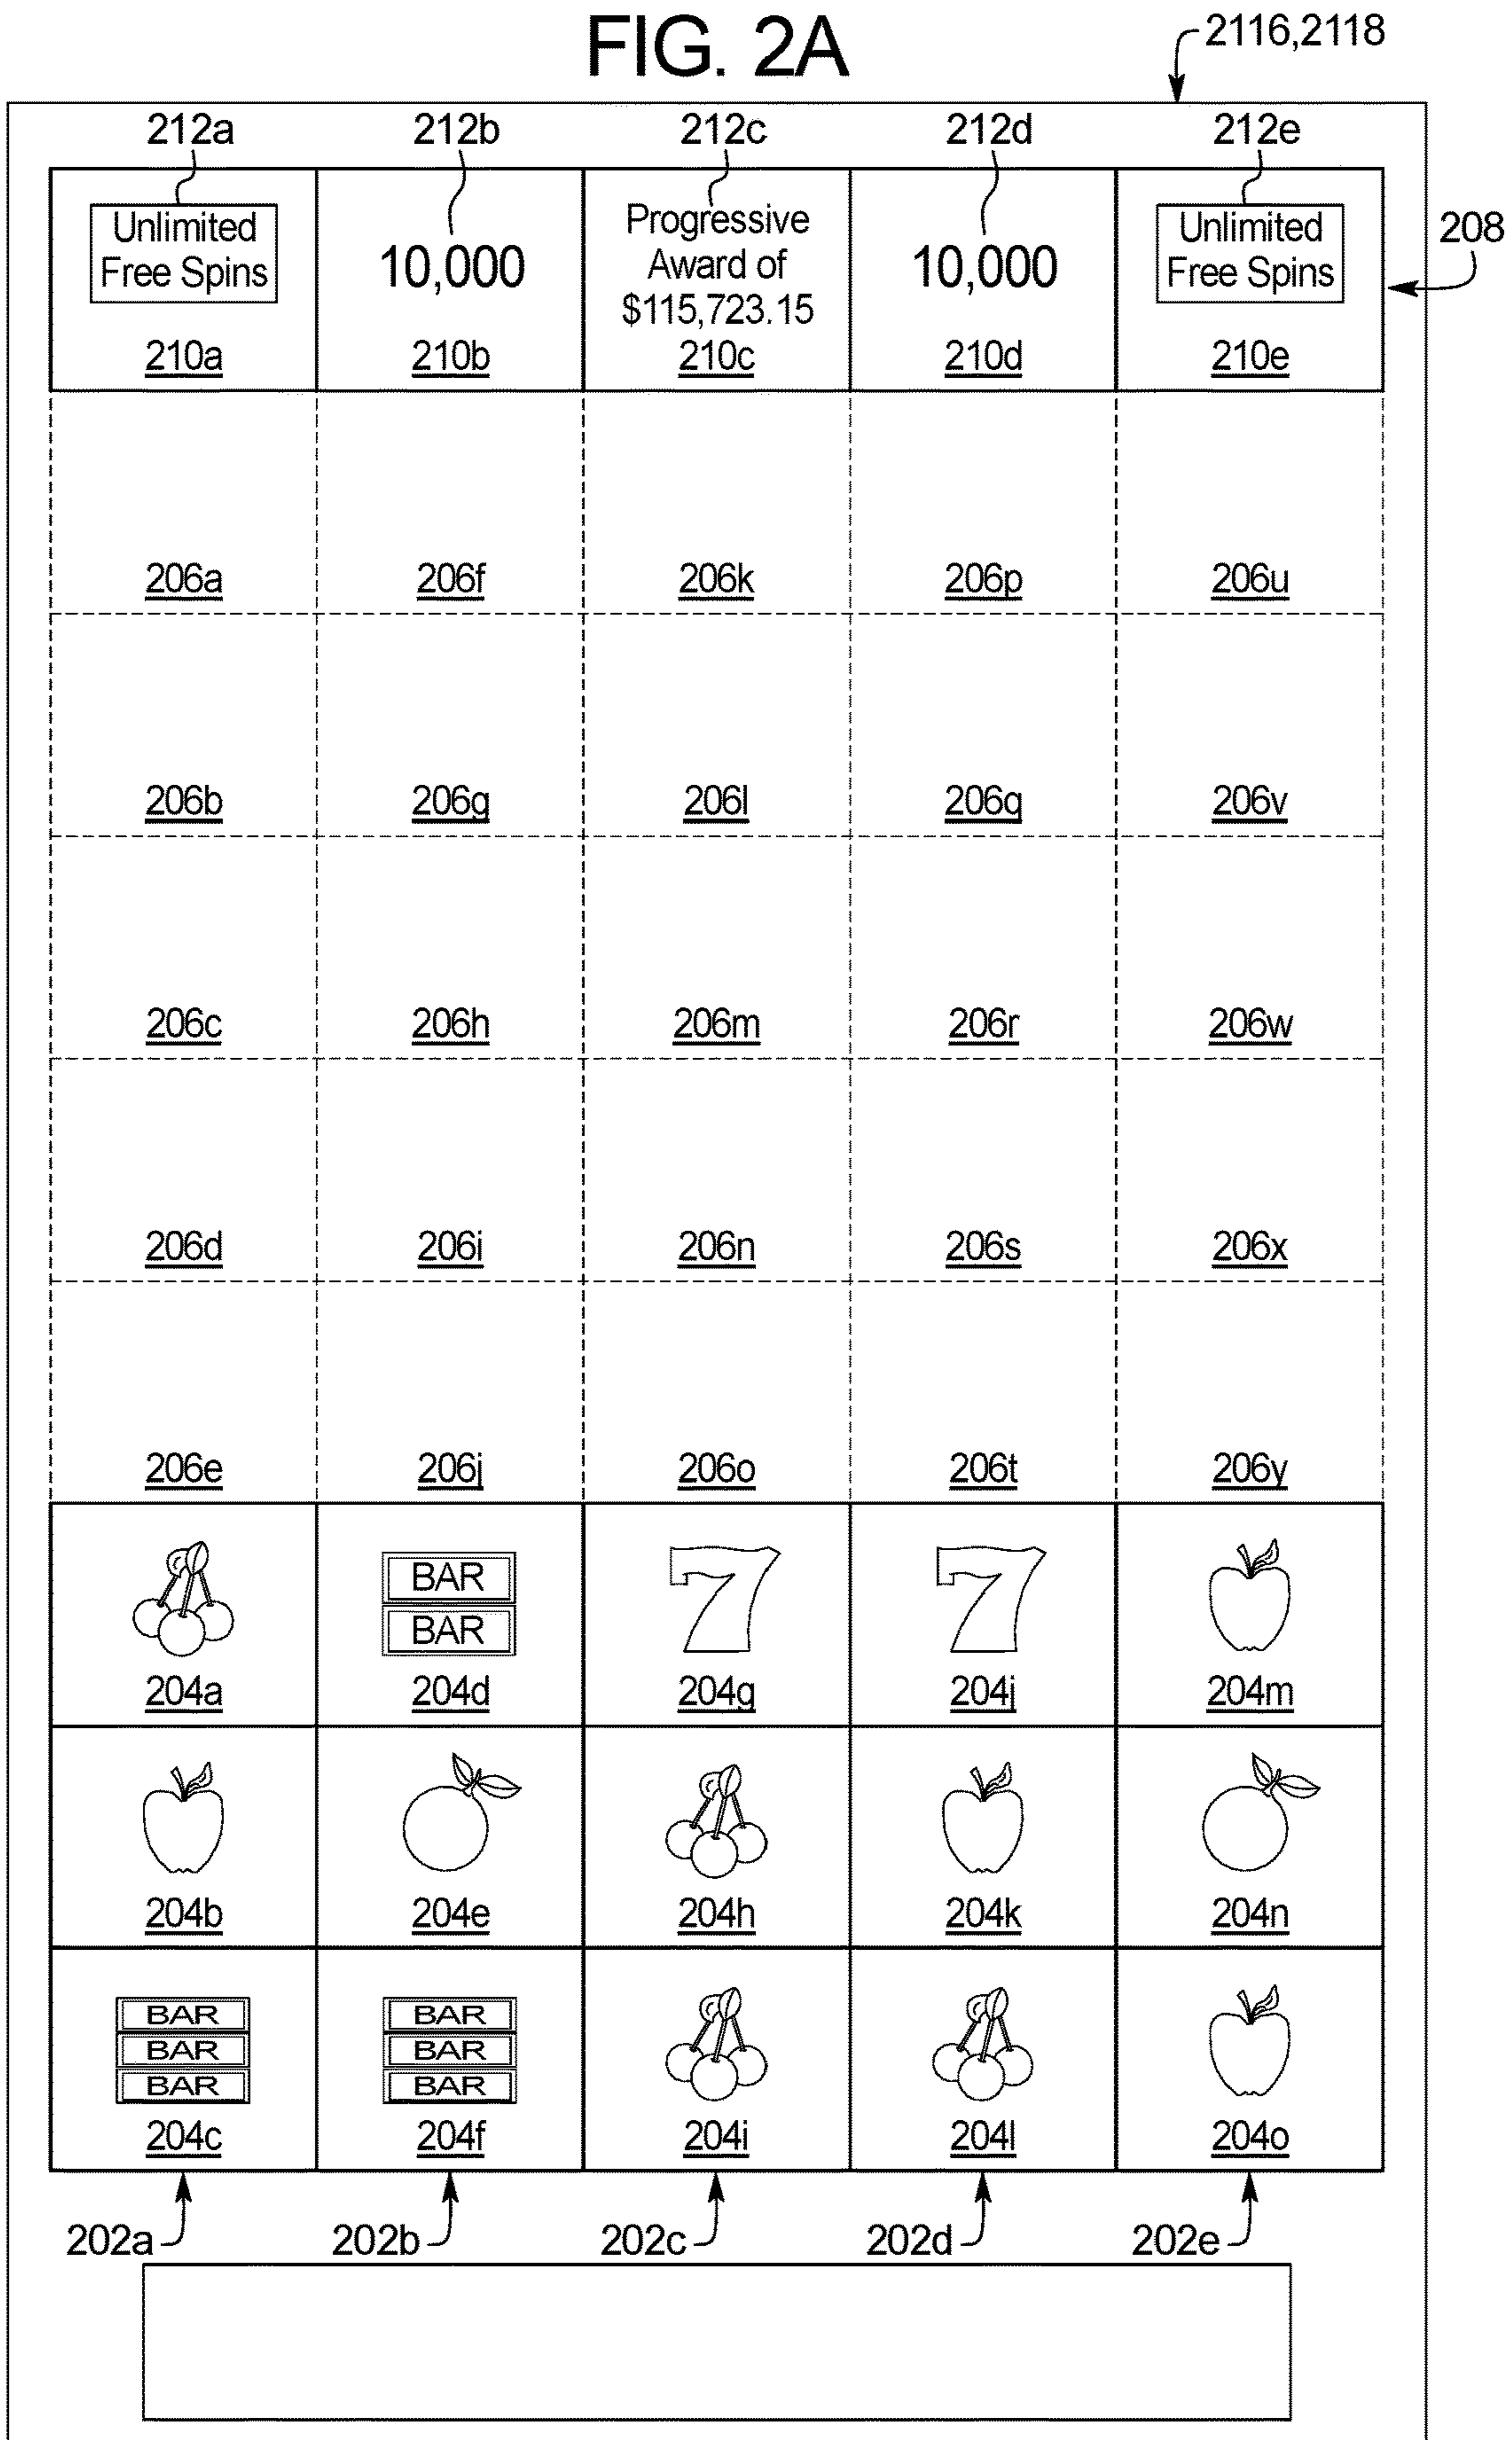 FIG. 2A
2116,2118
212a 212b 212c 212d 212e
Unlimited
Free Spins
210a
10,000
210b
Progressive
Award of
$115,723.15
210c
10,000
210d
Unlimited
Free Spins
210e
208
206a 206f 206k 206p 206u
206b 206g 206l 206q 206v
206c 206h 206m 206r 206w
206d 206i 206n 206s 206x
206e 206j 206o 206t 206y
BAR
BAR
204a 204d 204g 204j 204m
204b 204e 204h 204k 204n
BAR BAR
BAR BAR
BAR BAR
204c 204f 204i 204l 204o
202a 202b 202c 202d 202e